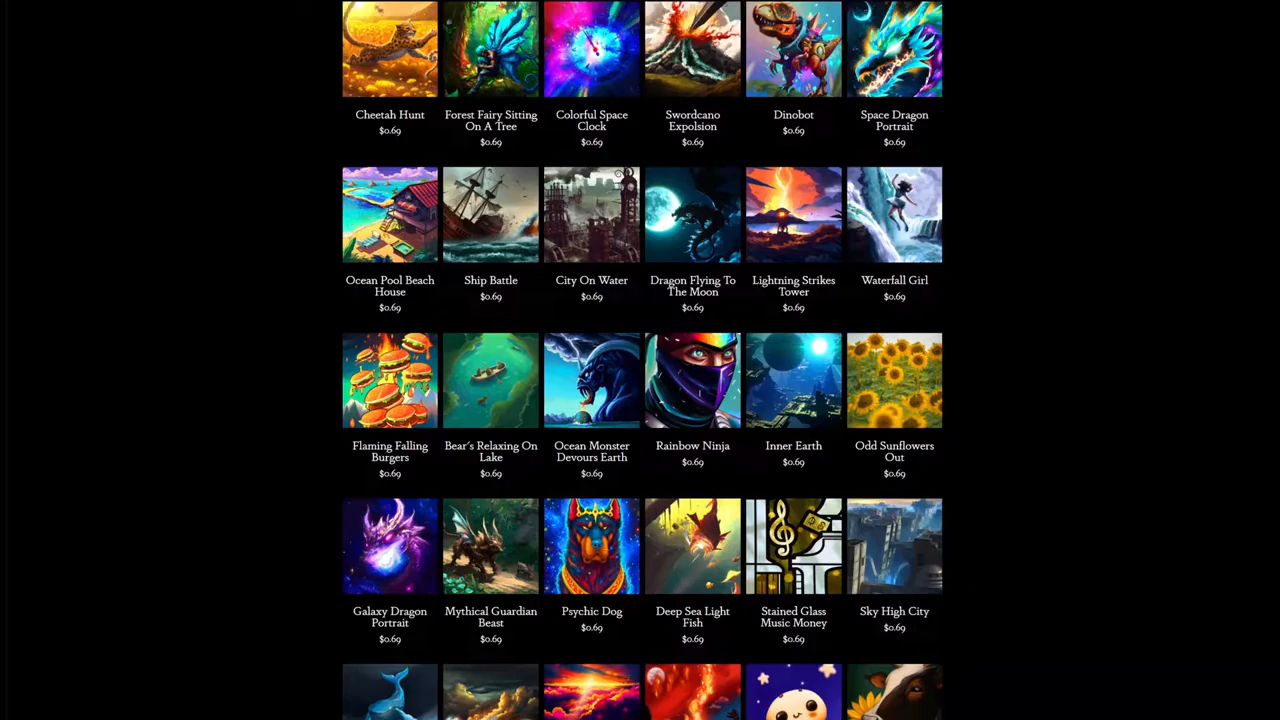 Cheetah Hunt
$0.69
Forest Fairy Sitting
On A Tree
$0.69
Colorful Space
Clock
$0.69
Swordcano
Expolsion
$0.69
Dinobot
$0.69
Space Dragon
Portrait
$0.69
Ocean Pool Beach
House
$0.69
Ship Battle
$0.69
City On Water
$0.69
Dragon Flying To
The Moon
$0.69
Lightning Strikes
Tower
$0.69
Waterfall Girl
$0.69
Flaming Falling
Burgers
$0.69
Bear's Relaxing On
Lake
$0.69
Ocean Monster
Devours Earth
$0.69
Rainbow Ninja
$0.69
Inner Earth
$0.69
Odd Sunflowers
Out
$0.69
Galaxy Dragon
Portrait
$0.69
Mythical Guardian
Beast
$0.69
Psychic Dog
$0.69
Deep Sea Light
Fish
$0.69
Stained Glass
Music Money
$0.69
Sky High City
$0.69